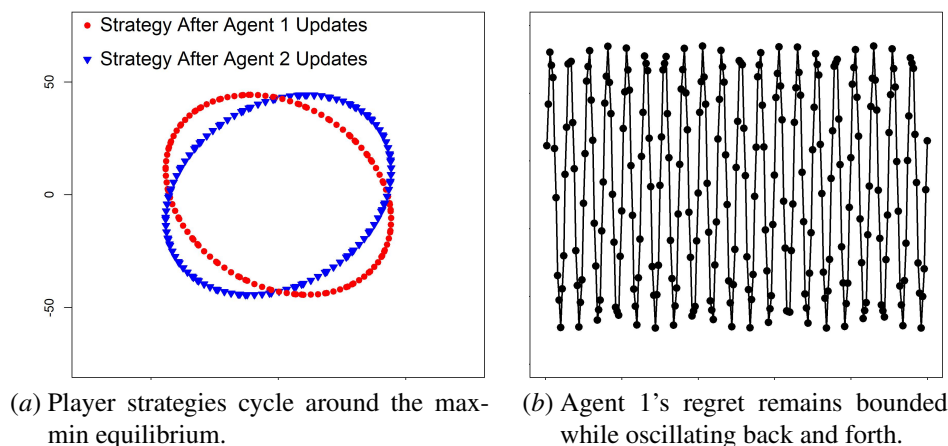 Strategy After Agent 1 Updates
Strategy After Agent 2 Updates
50
0
-50
(a) Player strategies cycle around the max-
min equilibrium.
(b) Agent 1's regret remains bounded
while oscillating back and forth.